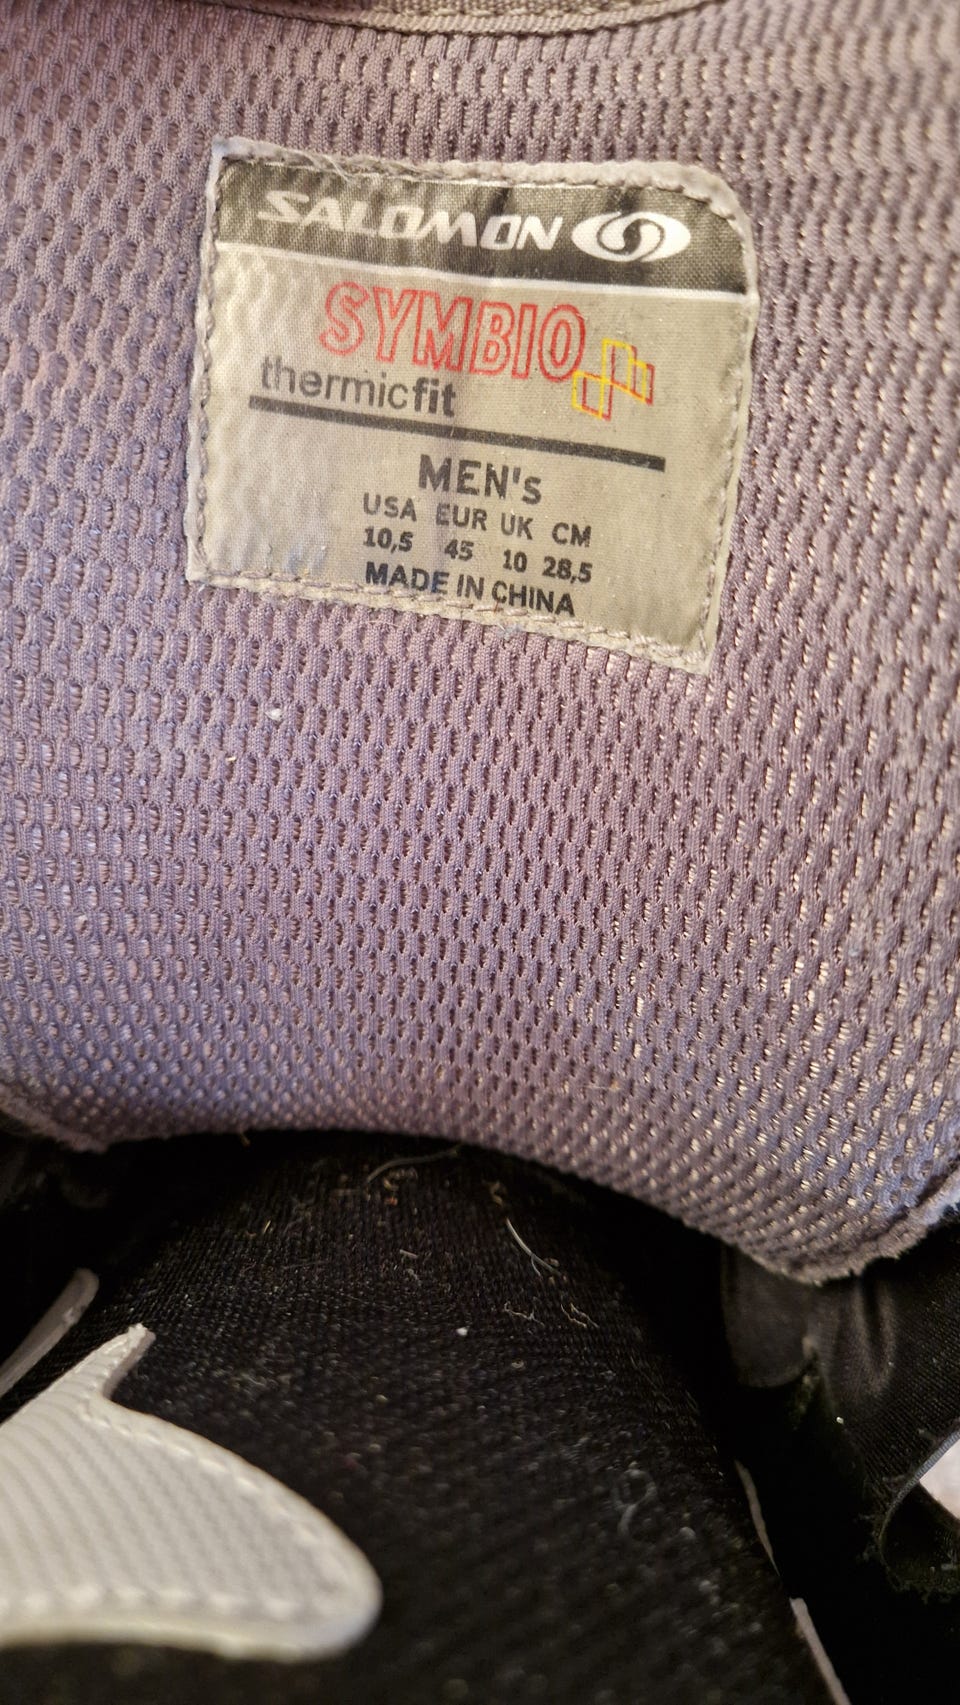 SALOMON
SYMBIO
thermicfit
MEN's
USA EUR UK CM
10,5 45 10 28,5
MADE IN CHINA